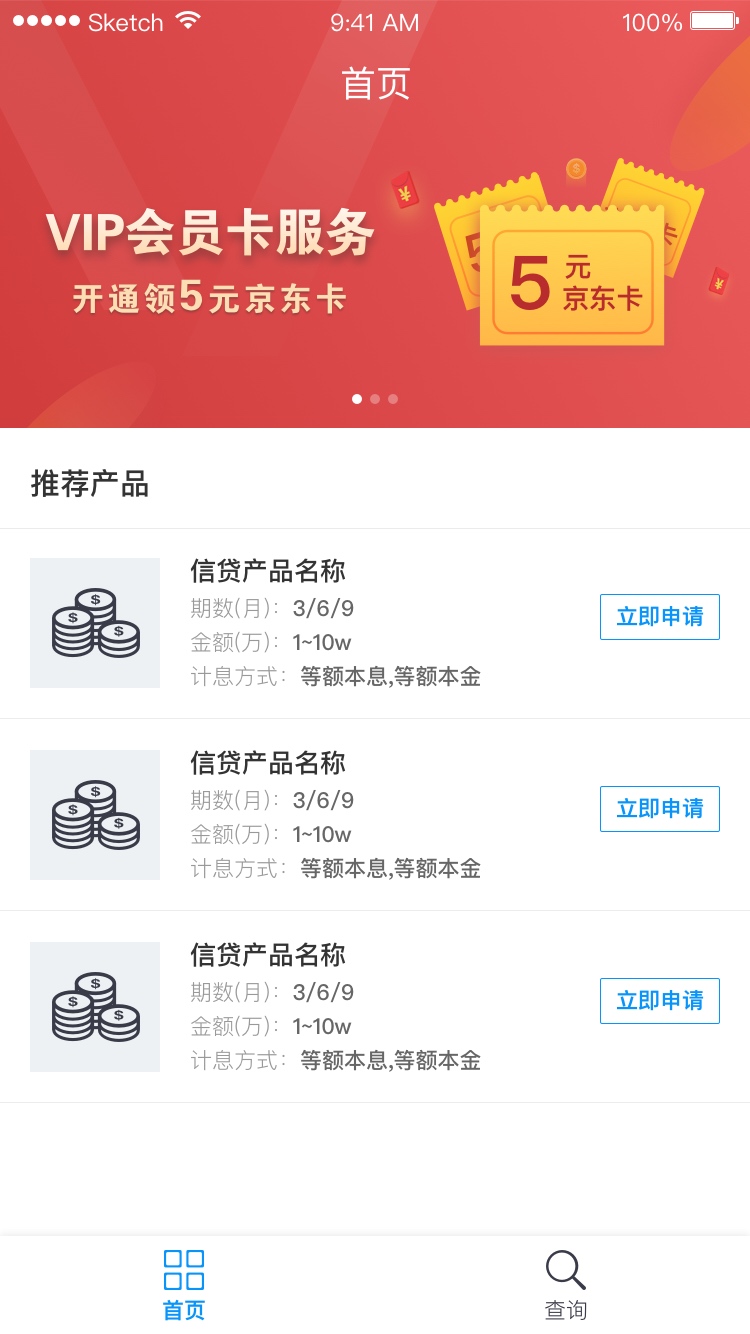 Sketch 9:41 AM 100%
首页
VIP会员卡服务
开通领5元京东卡
5
5元京东卡
卡
推荐产品
信贷产品名称
期数(月): 3/6/9
金额(万): 1~10w
计息方式: 等额本息,等额本金
立即申请
信贷产品名称
期数(月): 3/6/9
金额(万): 1~10w
计息方式: 等额本息,等额本金
立即申请
信贷产品名称
期数(月): 3/6/9
金额(万): 1~10w
计息方式: 等额本息,等额本金
立即申请
首页
查询